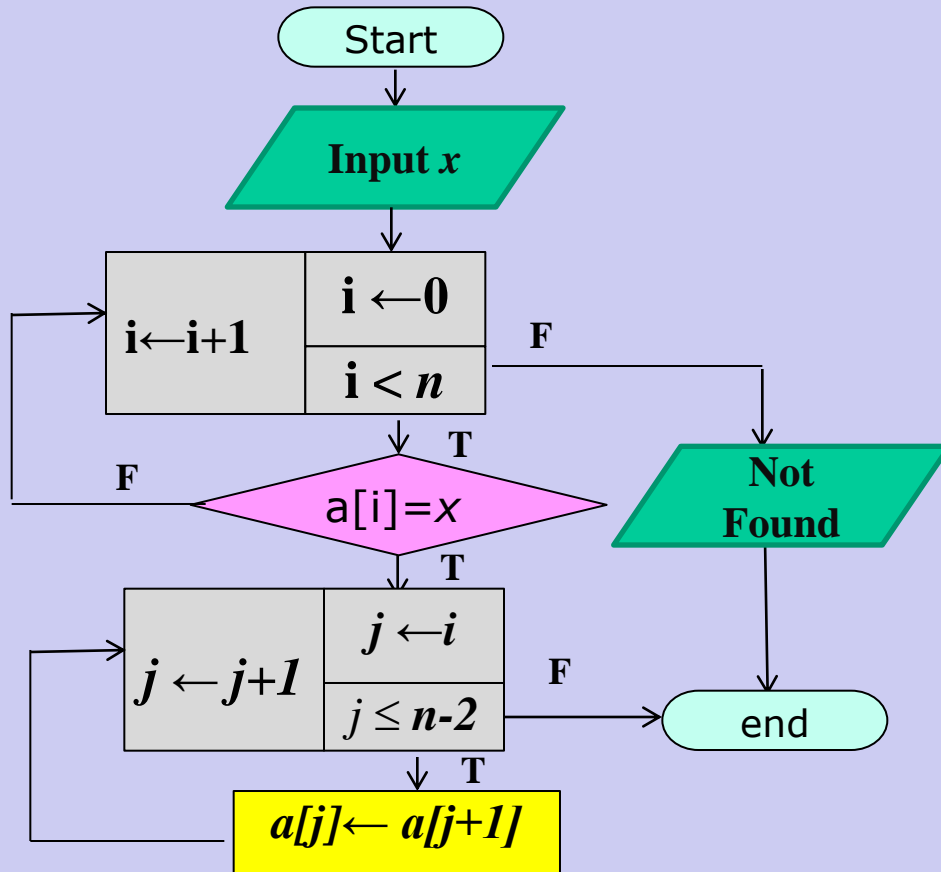 Start
Input x
i ←0
i←i+1
F
i < n
T
F
a[i]=x
Not
Found
T
j ←i
j ← j+1
F
j ≤ n-2
end
T
a[j]← a[j+1]